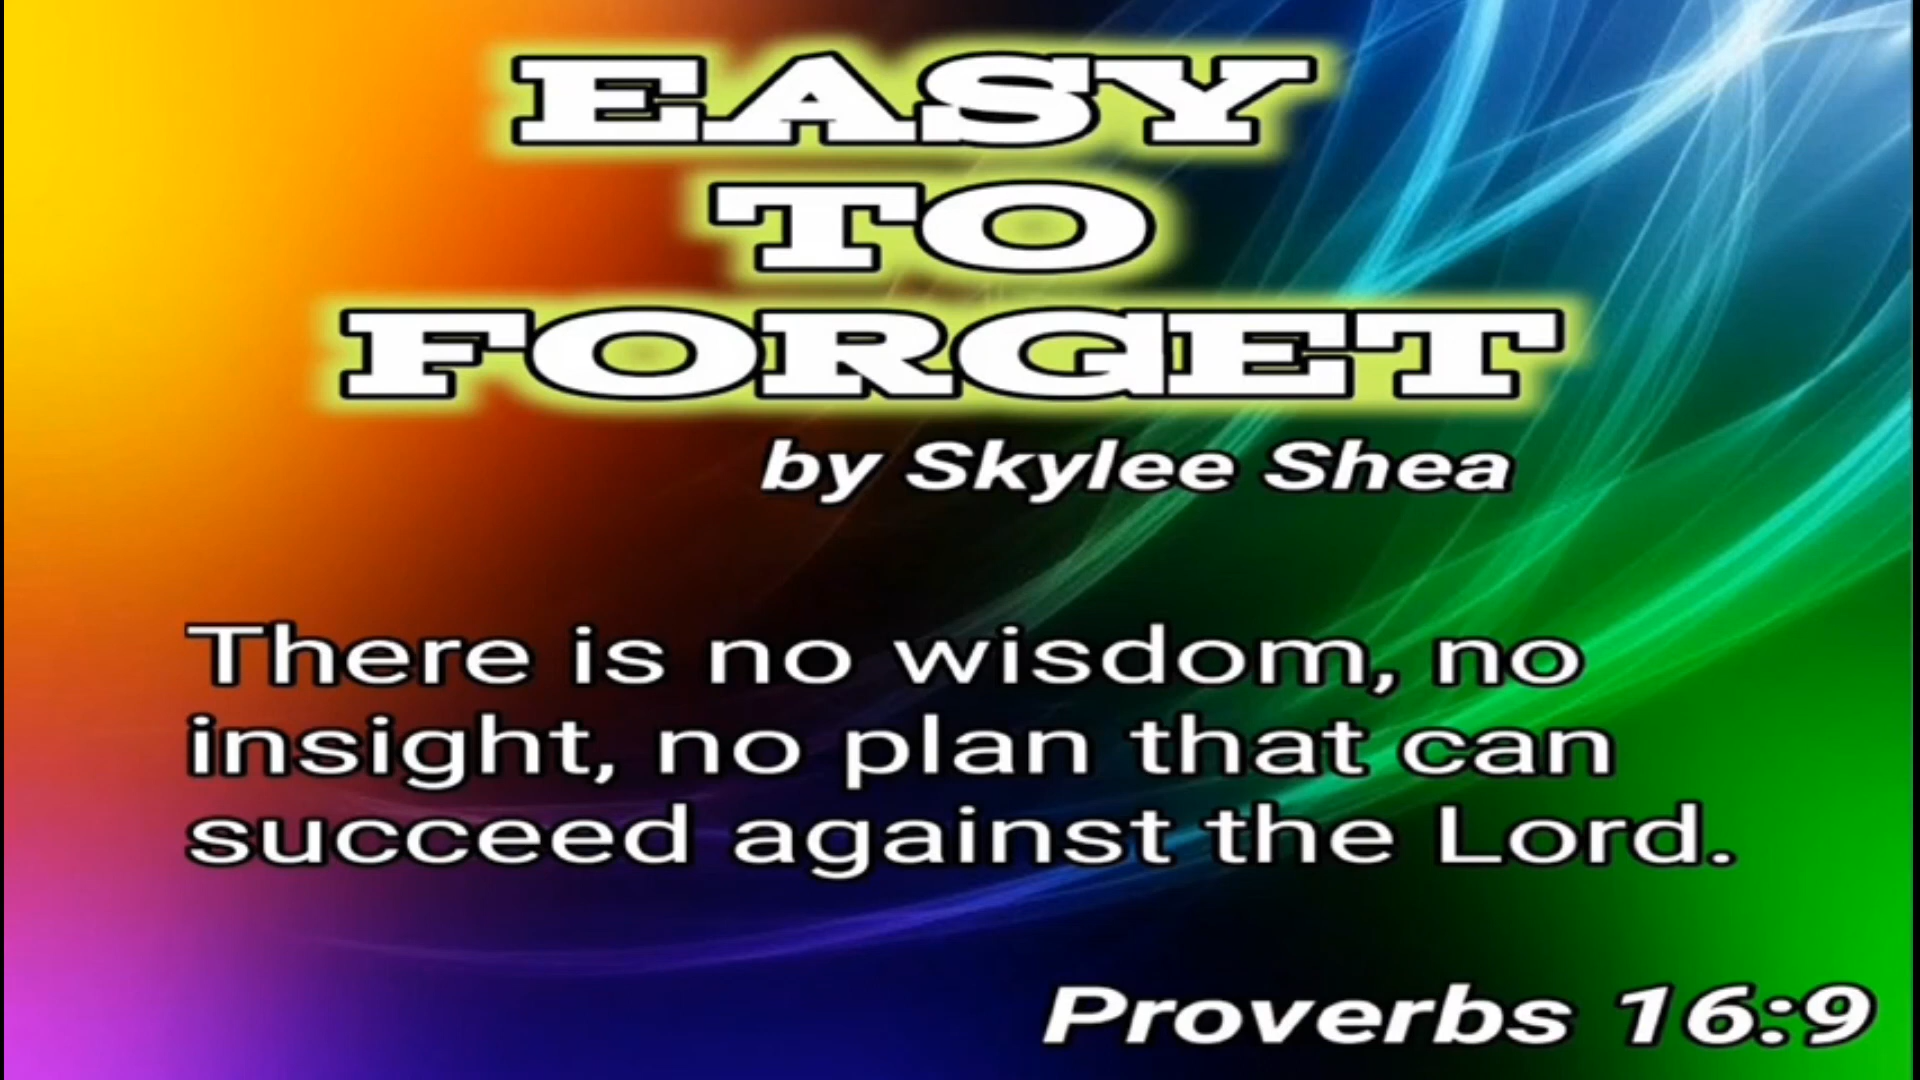 EASY
TO
FORGET
by Skylee Shea
There is no wisdom, no
insight, no plan that can
succeed against the Lord.
Proverbs 16:9